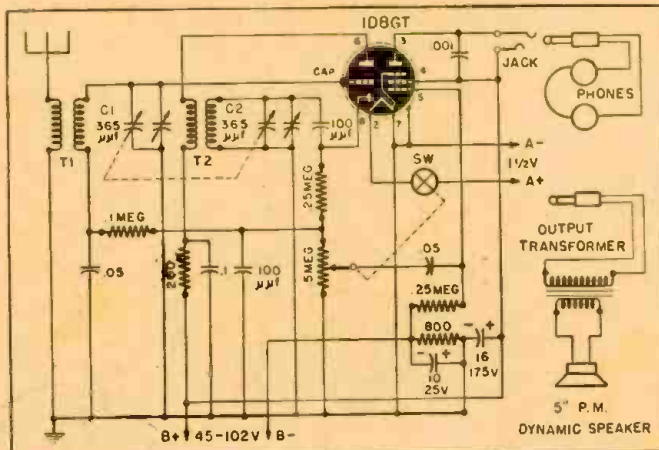 1D8GT
6
3
CAP
4
5
8
2
7
.001
JACK
PHONES
C1
365
µµf
C2
365
µµf
100
µµf
T1
T2
A-
1½V
A+
SW
.25MEG
.1MEG
.05
.1
100
µµf
.5MEG
.05
.25MEG
800
- +
10
25V
- +
16
175V
OUTPUT
TRANSFORMER
5" P.M.
DYNAMIC SPEAKER
B+ 45-102V B-